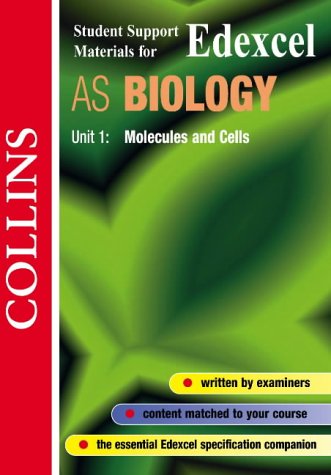 Student Support
Materials for Edexcel
AS BIOLOGY
Unit 1: Molecules and Cells
COLLINS
written by examiners
content matched to your course
the essential Edexcel specification companion